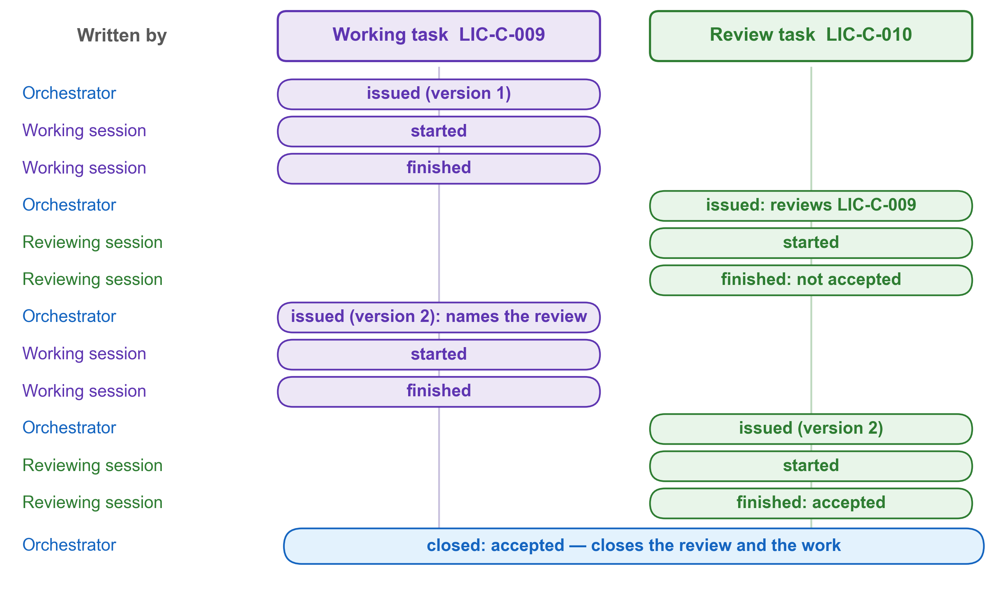 Written by
Working task LIC-C-009
Review task LIC-C-010
Orchestrator
issued (version 1)
Working session
started
Working session
finished
Orchestrator
issued: reviews LIC-C-009
Reviewing session
started
Reviewing session
finished: not accepted
Orchestrator
issued (version 2): names the review
Working session
started
Working session
finished
Orchestrator
issued (version 2)
Reviewing session
started
Reviewing session
finished: accepted
Orchestrator
closed: accepted — closes the review and the work